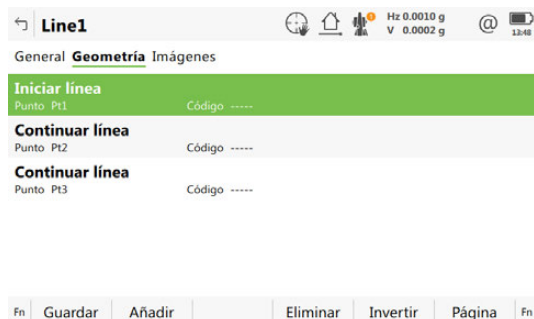 Line1
Hz 0.0010 g
V 0.0002 g
@
12:48
General Geometría Imágenes
Iniciar línea
Punto Pt1 Código -----
Continuar línea
Punto Pt2 Código -----
Continuar línea
Punto Pt3 Código -----
Fn Guardar Añadir Eliminar Invertir Página Fn